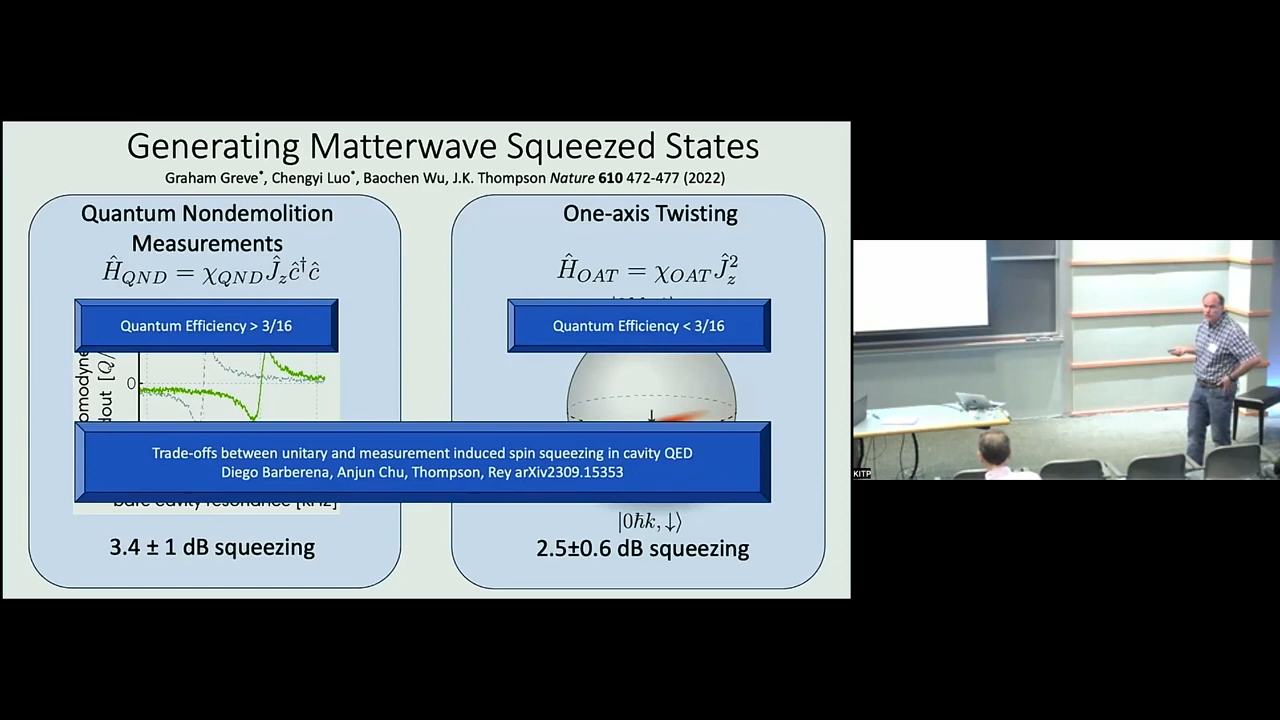 Generating Matterwave Squeezed States
Graham Greve*, Chengyi Luo*, Baochen Wu, J.K. Thompson Nature 610 472-477 (2022)
Quantum Nondemolition
Measurements
Ĥ_QND = χ_QND Ĵ_z ĉ†ĉ
Quantum Efficiency > 3/16
0
3.4 ± 1 dB squeezing
One-axis Twisting
Ĥ_OAT = χ_OAT Ĵ_z²
Quantum Efficiency < 3/16
Trade-offs between unitary and measurement induced spin squeezing in cavity QED
Diego Barberena, Anjun Chu, Thompson, Rey arXiv2309.15353
|0ħk, ↓⟩
2.5±0.6 dB squeezing
KITP